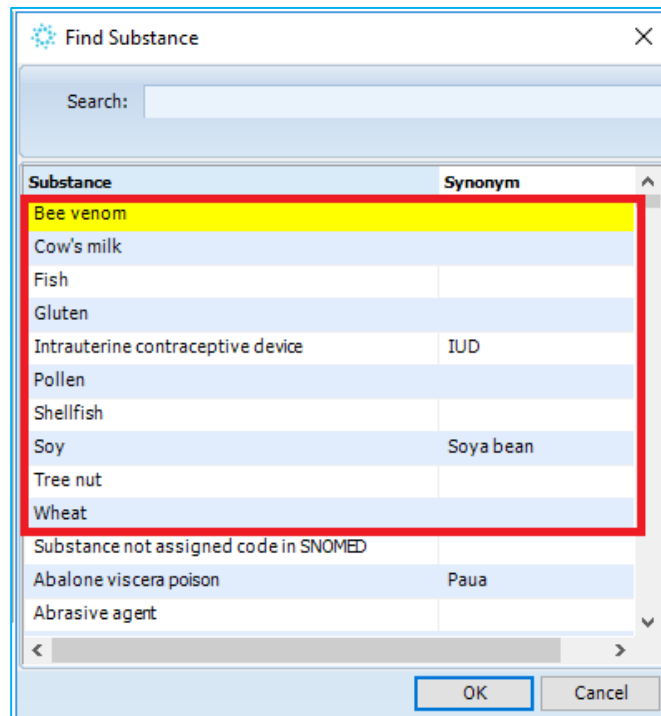 Find Substance
Search:
Substance Synonym
Bee venom
Cow's milk
Fish
Gluten
Intrauterine contraceptive device IUD
Pollen
Shellfish
Soy Soya bean
Tree nut
Wheat
Substance not assigned code in SNOMED
Abalone viscera poison Paua
Abrasive agent
OK Cancel